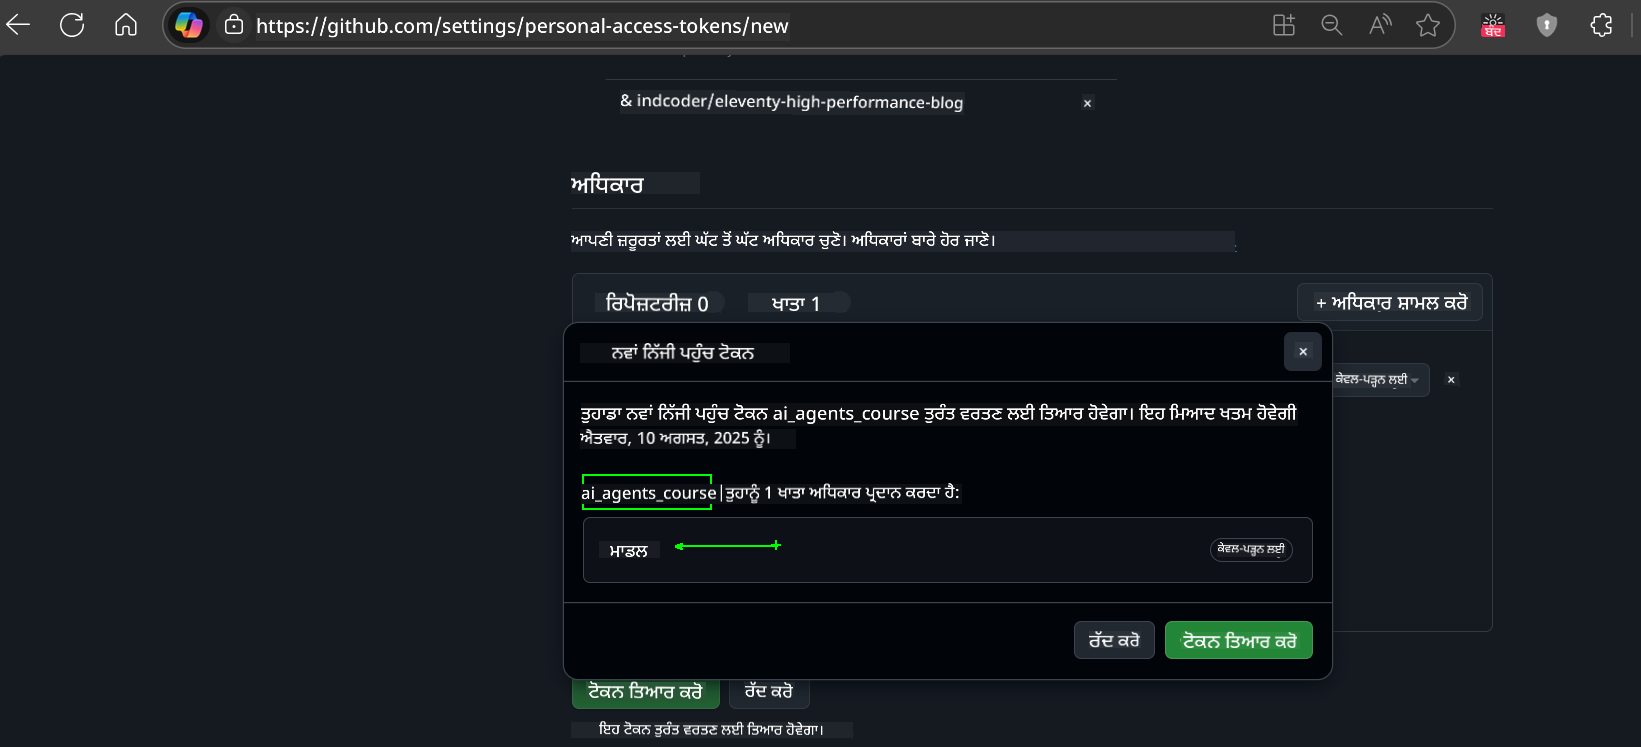 https://github.com/settings/personal-access-tokens/new
ਬੰਦ
& indcoder/eleventy-high-performance-blog ×
ਅਧਿਕਾਰ
ਆਪਣੀ ਜ਼ਰੂਰਤਾਂ ਲਈ ਘੱਟ ਤੋਂ ਘੱਟ ਅਧਿਕਾਰ ਚੁਣੋ। ਅਧਿਕਾਰਾਂ ਬਾਰੇ ਹੋਰ ਜਾਣੋ।
ਰਿਪੋਜ਼ਟਰੀਜ਼ 0 ਖਾਤਾ 1 + ਅਧਿਕਾਰ ਸ਼ਾਮਲ ਕਰੋ
ਨਵਾਂ ਨਿੱਜੀ ਪਹੁੰਚ ਟੋਕਨ ×
ਕੇਵਲ-ਪੜ੍ਹਨ ਲਈ ×
ਤੁਹਾਡਾ ਨਵਾਂ ਨਿੱਜੀ ਪਹੁੰਚ ਟੋਕਨ ai_agents_course ਤੁਰੰਤ ਵਰਤਣ ਲਈ ਤਿਆਰ ਹੋਵੇਗਾ। ਇਹ ਮਿਆਦ ਖਤਮ ਹੋਵੇਗੀ
ਐਤਵਾਰ, 10 ਅਗਸਤ, 2025 ਨੂੰ।
ai_agents_course ਤੁਹਾਨੂੰ 1 ਖਾਤਾ ਅਧਿਕਾਰ ਪ੍ਰਦਾਨ ਕਰਦਾ ਹੈ:
ਮਾਡਲ ਕੇਵਲ-ਪੜ੍ਹਨ ਲਈ
ਰੱਦ ਕਰੋ ਟੋਕਨ ਤਿਆਰ ਕਰੋ
ਟੋਕਨ ਤਿਆਰ ਕਰੋ ਰੱਦ ਕਰੋ
ਇਹ ਟੋਕਨ ਤੁਰੰਤ ਵਰਤਣ ਲਈ ਤਿਆਰ ਹੋਵੇਗਾ।